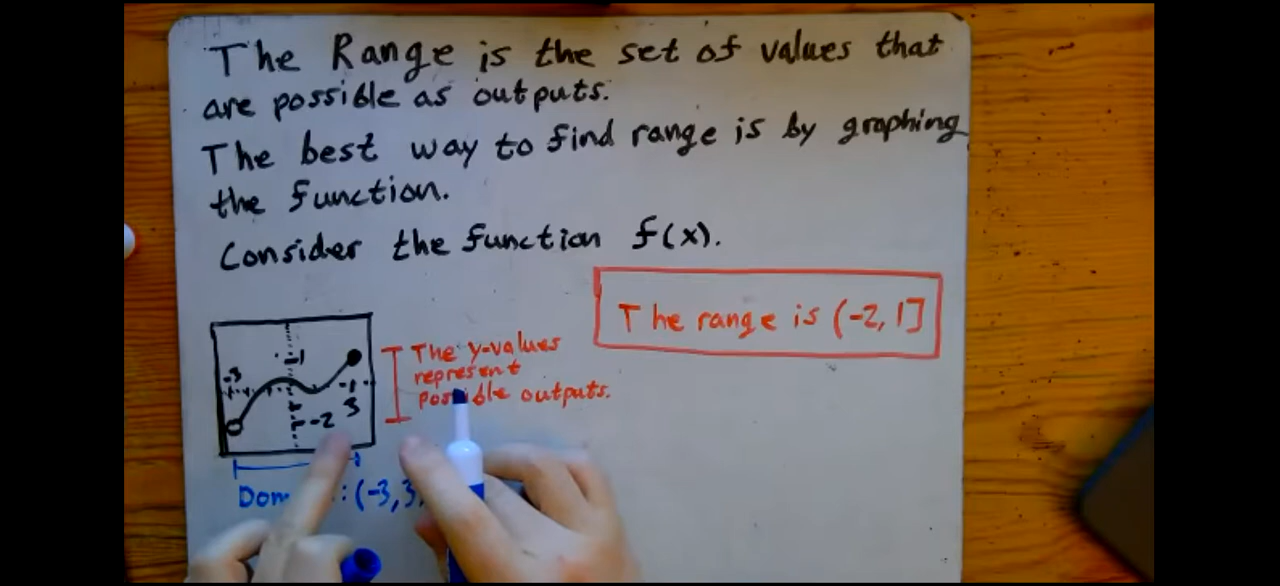 The Range is the set of values that
are possible as outputs.
The best way to find range is by graphing
the function.
Consider the function f(x).
The range is (-2, 1]
The y-values
represent
possible outputs.
-3
1
3
-2
(-3, 3